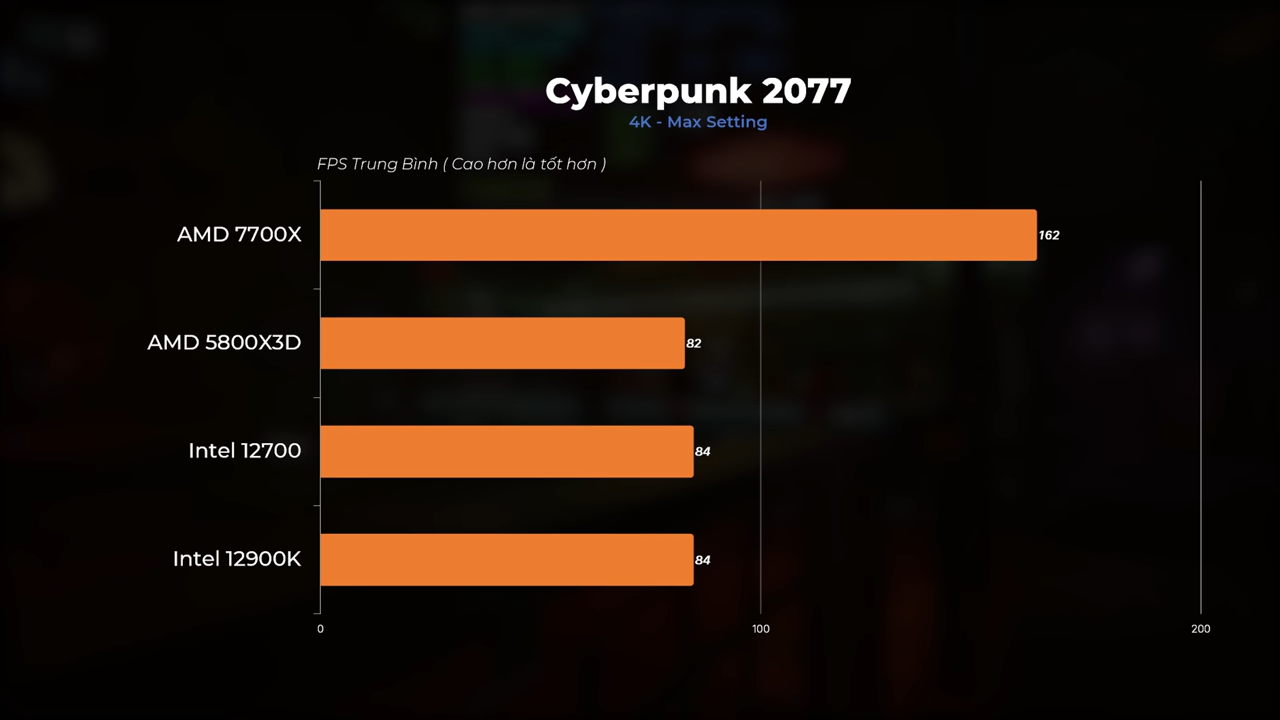 Cyberpunk 2077
4K - Max Setting
FPS Trung Bình ( Cao hơn là tốt hơn )
AMD 7700X
162
AMD 5800X3D
82
Intel 12700
84
Intel 12900K
84
0
100
200